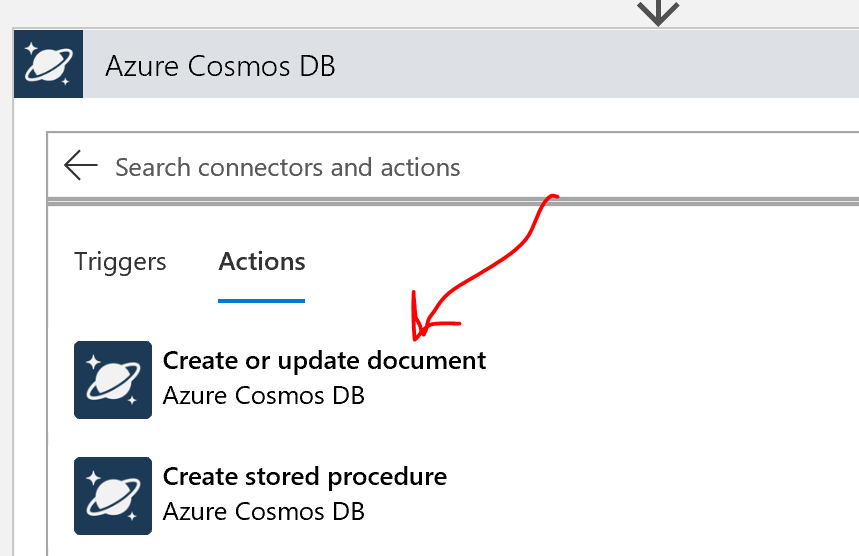 Azure Cosmos DB
Search connectors and actions
Triggers Actions
Create or update document
Azure Cosmos DB
Create stored procedure
Azure Cosmos DB